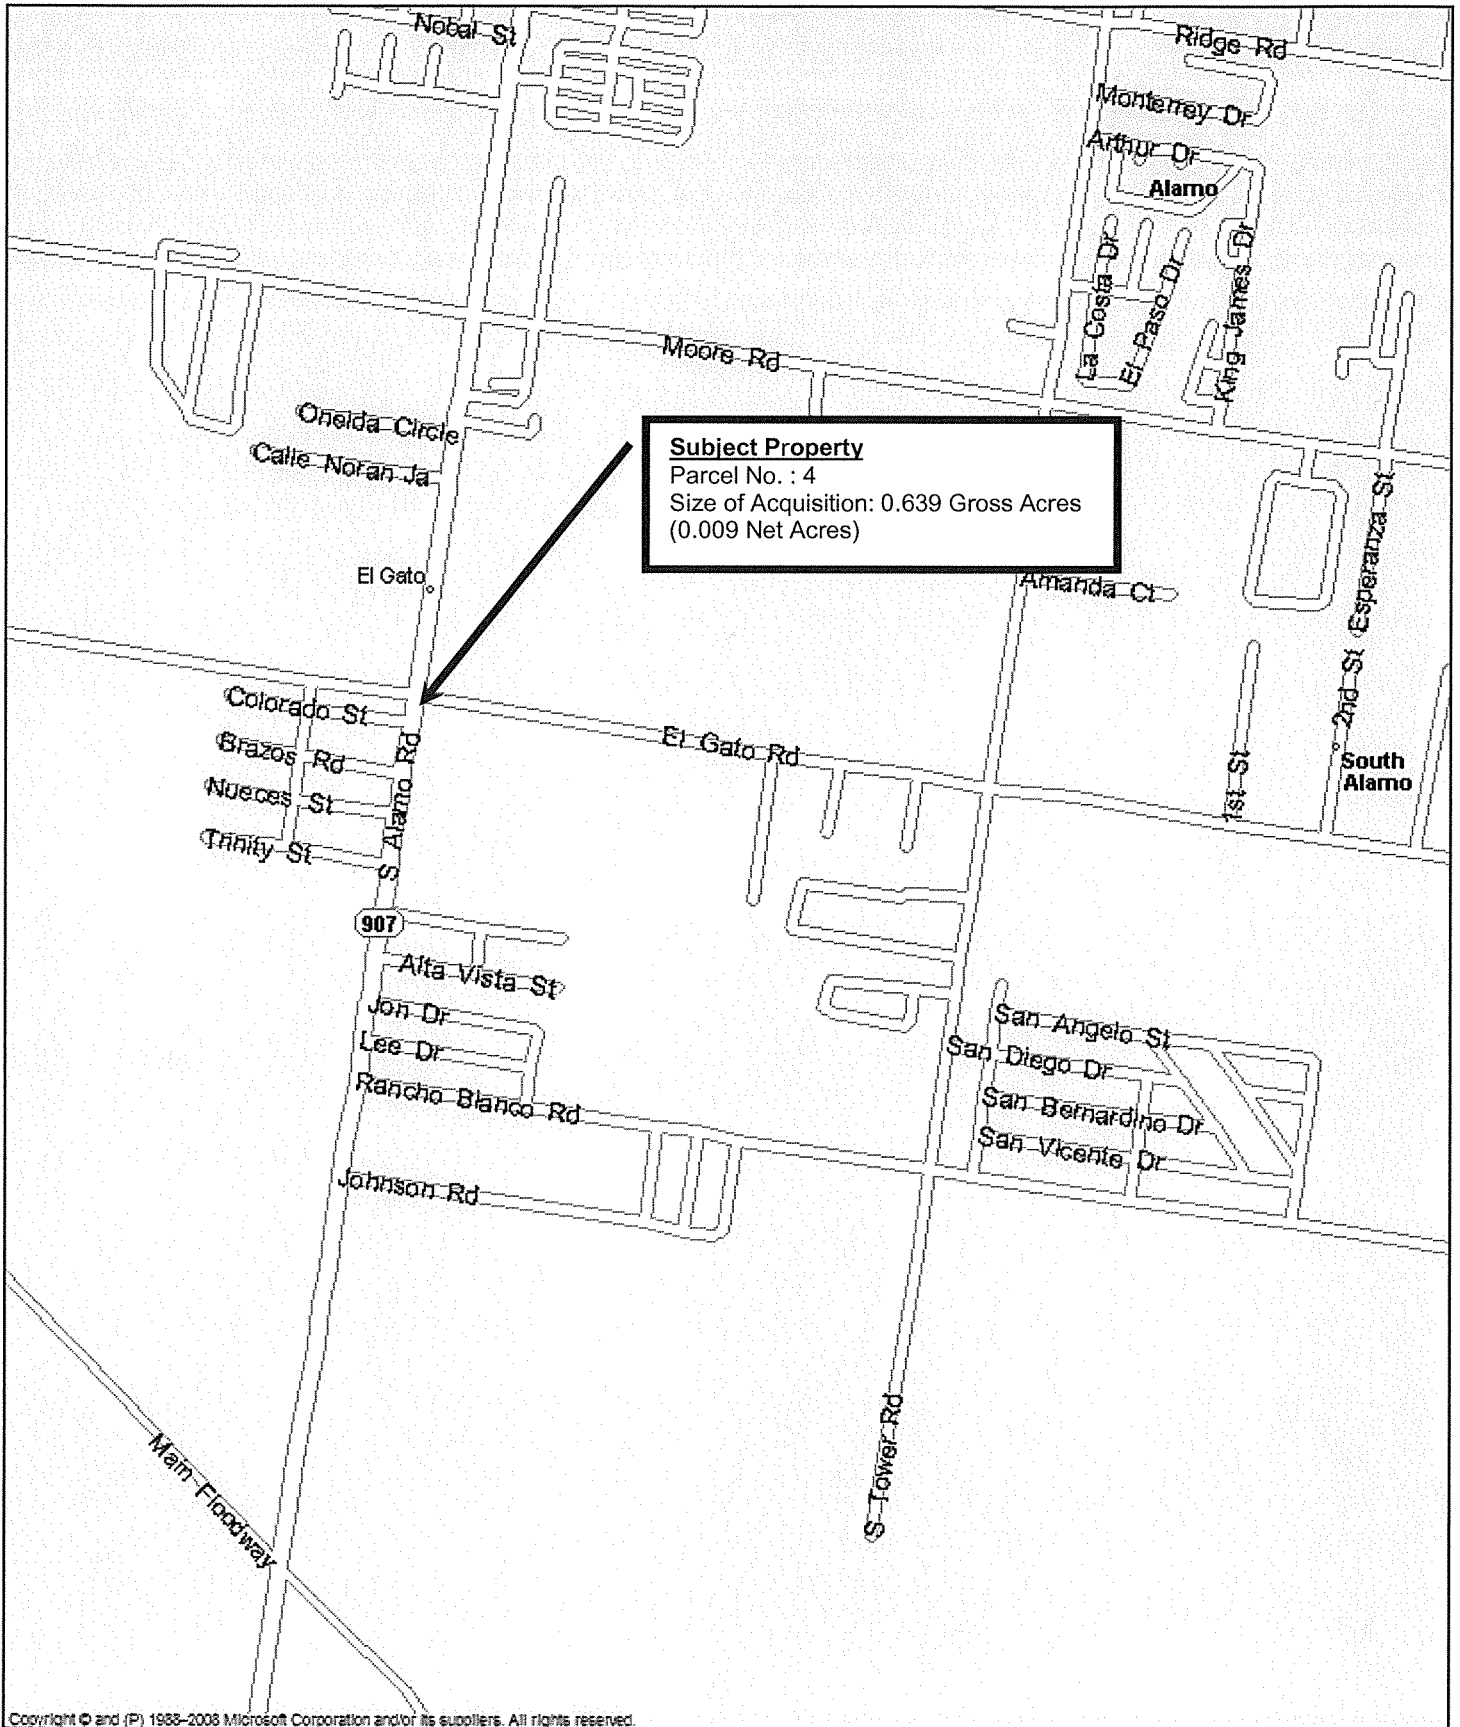 Nobal St
Ridge Rd
Monterrey Dr
Arthur Dr
Alamo
La Costa Dr
El Paso Dr
King James Dr
Moore Rd
Oneida Circle
Calle Noran Ja
Subject Property
Parcel No. : 4
Size of Acquisition: 0.639 Gross Acres
(0.009 Net Acres)
Esperanza St
El Gato
Amanda Ct
Colorado St
2nd St
Brazos Rd
El Gato Rd
South
Alamo
Nueces St
1st St
S Alamo Rd
Trinity St
907
Alta Vista St
Jon Dr
San Angelo St
Lee Dr
San Diego Dr
Rancho Blanco Rd
San Bernardino Dr
San Vicente Dr
Johnson Rd
S Tower Rd
Main Floodway
Copyright © and (P) 1988–2008 Microsoft Corporation and/or its suppliers. All rights reserved.